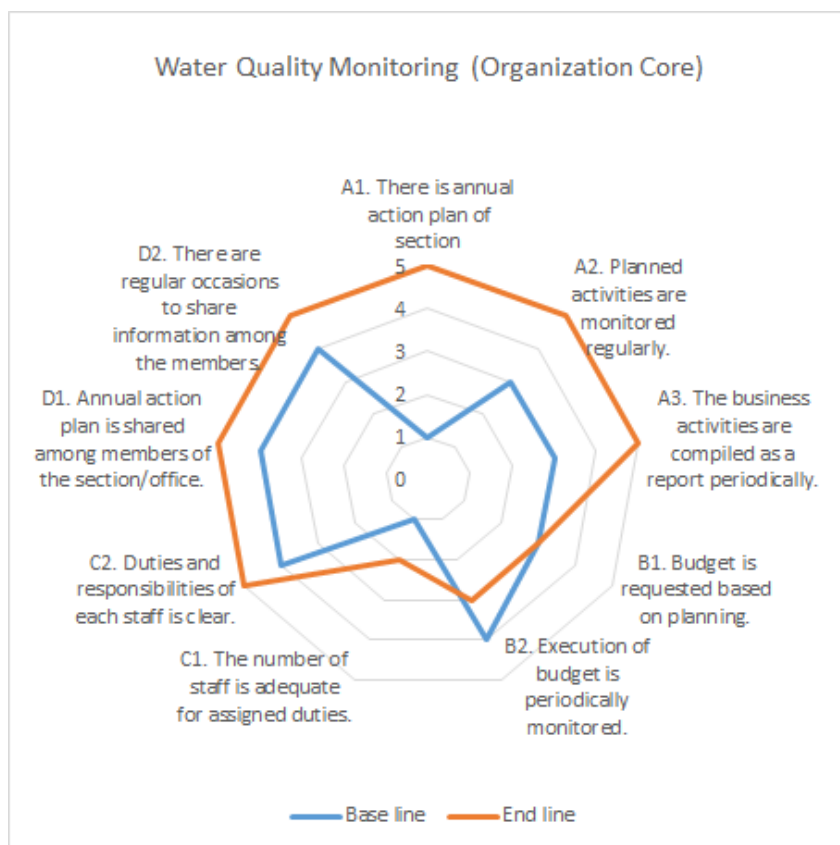 Water Quality Monitoring (Organization Core)
A1. There is annual
action plan of
section
D2. There are
regular occasions
to share
information among
the members.
A2. Planned
activities are
monitored
regularly.
5
4
3
2
1
0
D1. Annual action
plan is shared
among members of
the section/office.
A3. The business
activities are
compiled as a
report periodically.
C2. Duties and
responsibilities of
each staff is clear.
B1. Budget is
requested based
on planning.
C1. The number of
staff is adequate
for assigned duties.
B2. Execution of
budget is
periodically
monitored.
Base line
End line